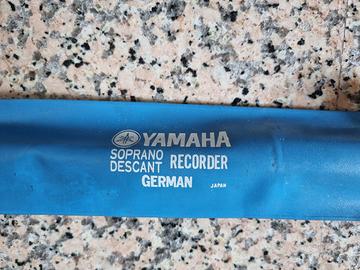 YAMAHA
SOPRANO
DESCANT RECORDER
GERMAN JAPAN